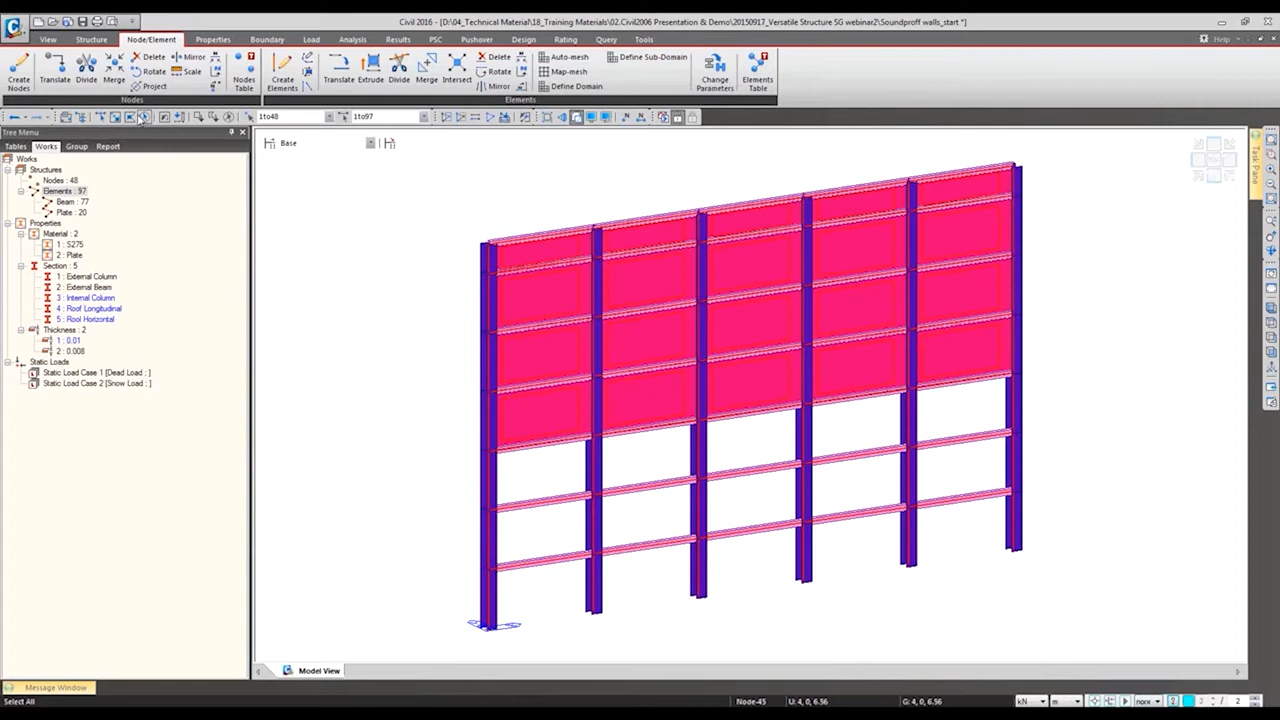 Civil 2016 - [D:\04_Technical Material\18_Training Materials\02.Civil2006 Presentation & Demo\20150917_Versatile Structure SG webinar2\Soundproff walls_start *]
View Structure Node/Element Properties Boundary Load Analysis Results PSC Pushover Design Rating Query Tools Help
Create Nodes Translate Divide Merge Delete Rotate Project Mirror Scale Nodes Table Create Elements Translate Extrude Divide Merge Intersect Delete Rotate Mirror Auto-mesh Map-mesh Define Domain Define Sub-Domain Change Parameters Elements Table
Nodes Elements
1to48 1to97
Tree Menu
Tables Works Group Report
Base
Works
Structures
Nodes : 48
Elements : 97
Beam : 77
Plate : 20
Properties
Material : 2
1 : S275
2 : Plate
Section : 5
1 : External Column
2 : External Beam
3 : Internal Column
4 : Roof Longitudinal
5 : Roof Horizontal
Thickness : 2
1 : 0.01
2 : 0.008
Static Loads
Static Load Case 1 [Dead Load ; ]
Static Load Case 2 [Snow Load ; ]
Task Pane
Model View
Message Window
Select All Node-45 U: 4, 0, 6.56 G: 4, 0, 6.56 kN m 2